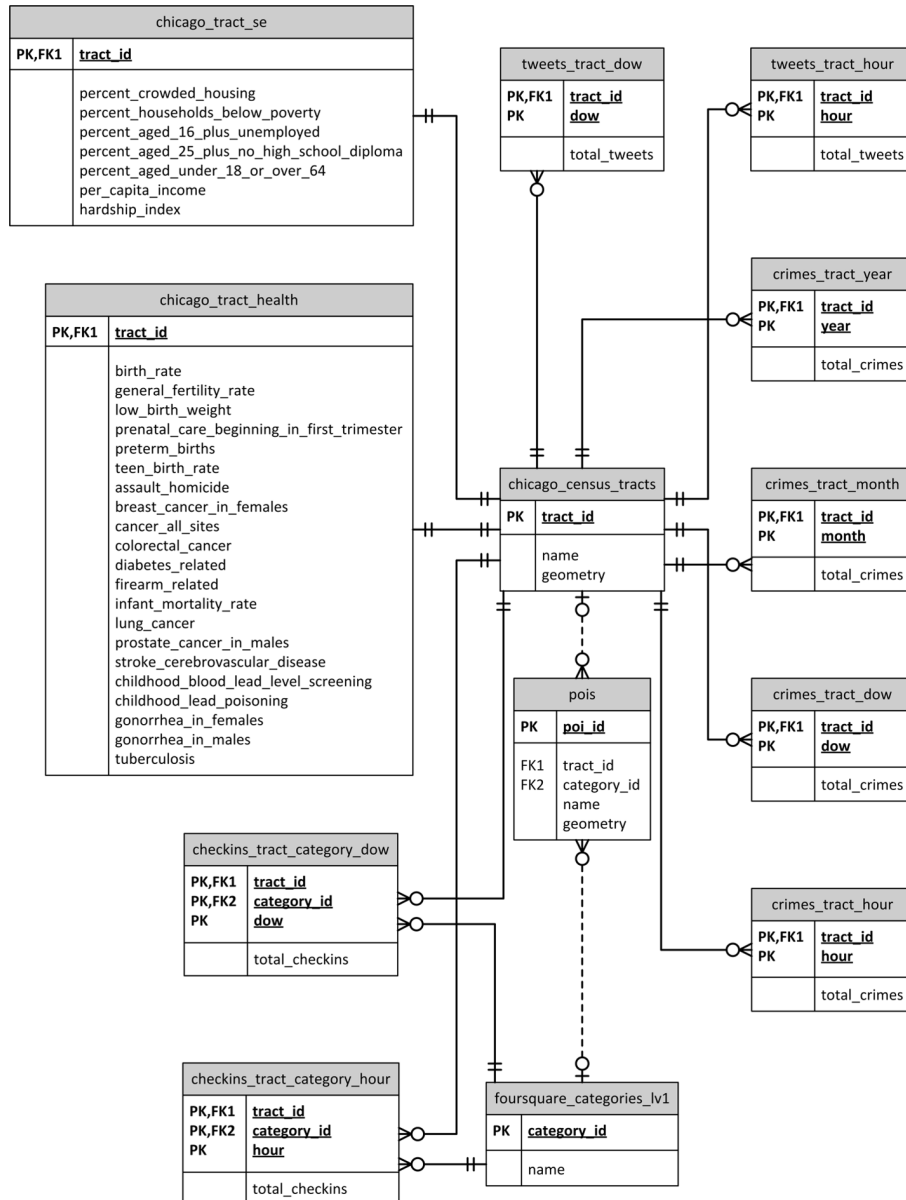 chicago_tract_se
PK,FK1 tract_id
percent_crowded_housing
percent_households_below_poverty
percent_aged_16_plus_unemployed
percent_aged_25_plus_no_high_school_diploma
percent_aged_under_18_or_over_64
per_capita_income
hardship_index
tweets_tract_dow
PK,FK1 tract_id
PK dow
total_tweets
tweets_tract_hour
PK,FK1 tract_id
PK hour
total_tweets
crimes_tract_year
PK,FK1 tract_id
PK year
total_crimes
chicago_tract_health
PK,FK1 tract_id
birth_rate
general_fertility_rate
low_birth_weight
prenatal_care_beginning_in_first_trimester
preterm_births
teen_birth_rate
assault_homicide
breast_cancer_in_females
cancer_all_sites
colorectal_cancer
diabetes_related
firearm_related
infant_mortality_rate
lung_cancer
prostate_cancer_in_males
stroke_cerebrovascular_disease
childhood_blood_lead_level_screening
childhood_lead_poisoning
gonorrhea_in_females
gonorrhea_in_males
tuberculosis
chicago_census_tracts
PK tract_id
name
geometry
crimes_tract_month
PK,FK1 tract_id
PK month
total_crimes
pois
PK poi_id
FK1 tract_id
FK2 category_id
name
geometry
crimes_tract_dow
PK,FK1 tract_id
PK dow
total_crimes
checkins_tract_category_dow
PK,FK1 tract_id
PK,FK2 category_id
PK dow
total_checkins
crimes_tract_hour
PK,FK1 tract_id
PK hour
total_crimes
checkins_tract_category_hour
PK,FK1 tract_id
PK,FK2 category_id
PK hour
total_checkins
foursquare_categories_lv1
PK category_id
name